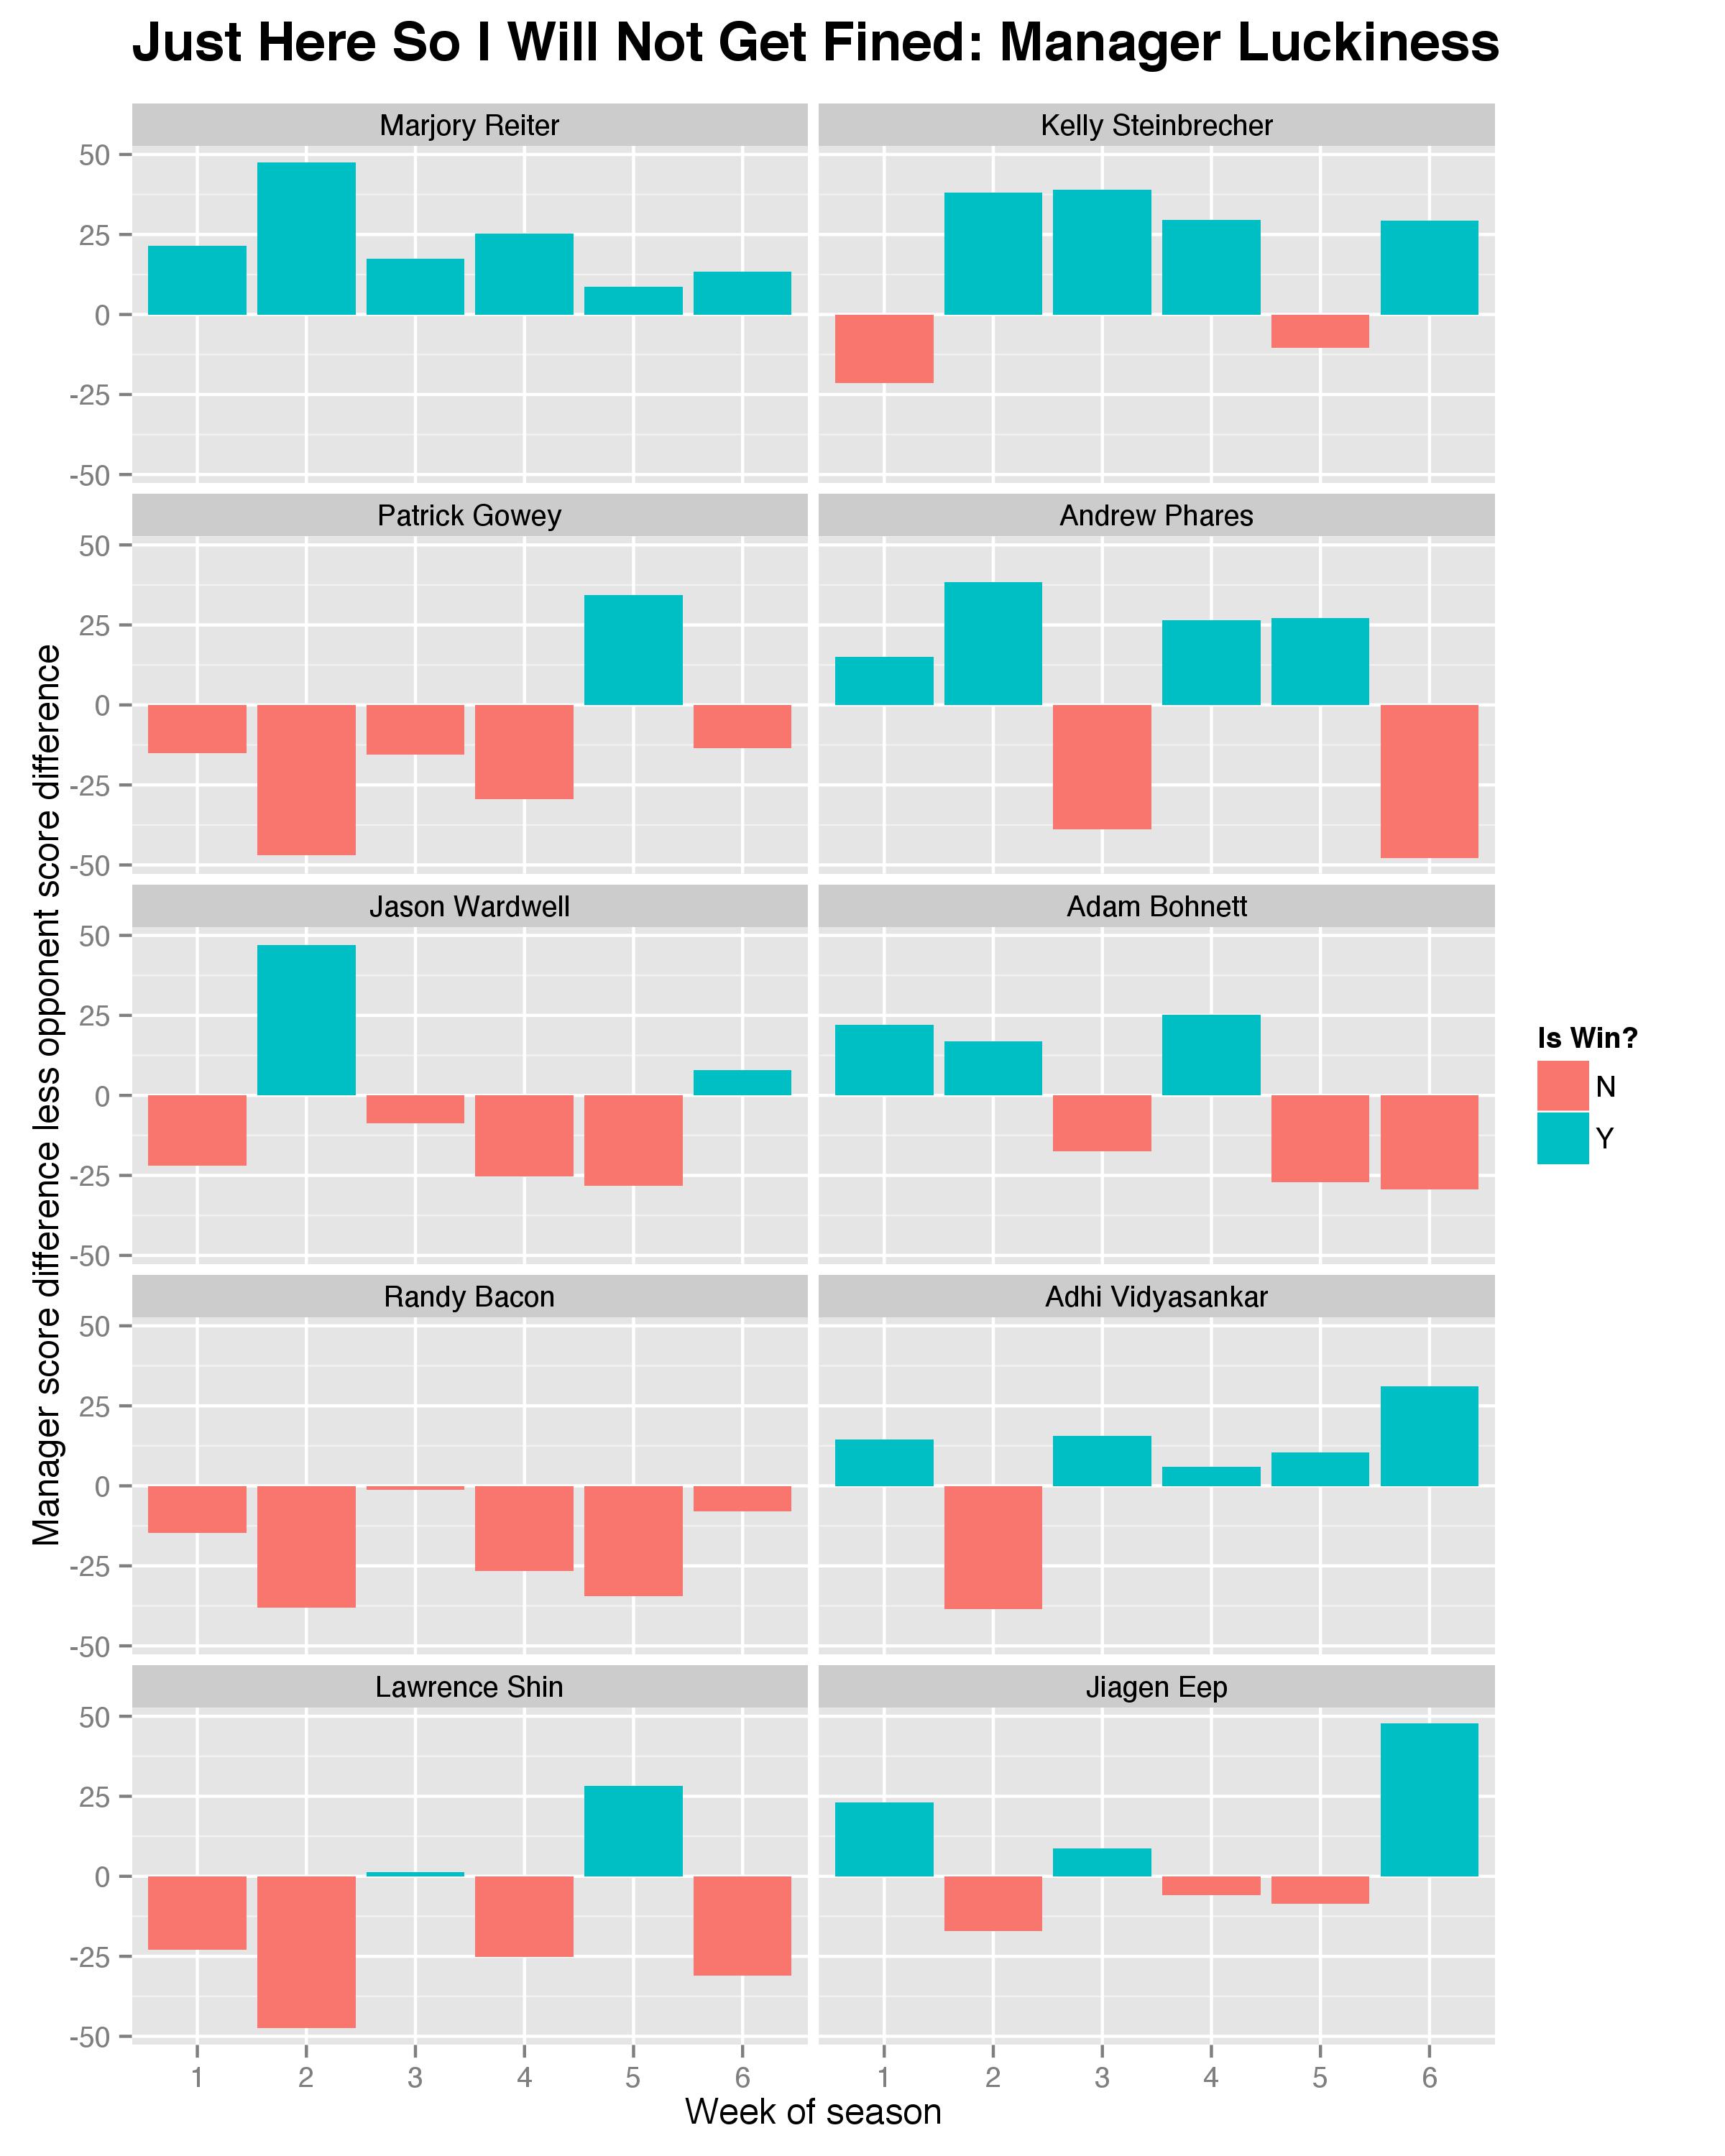 Just Here So I Will Not Get Fined: Manager Luckiness
Marjory Reiter
Kelly Steinbrecher
50
25
0
-25
-50
Patrick Gowey
Andrew Phares
50
25
0
-25
-50
Jason Wardwell
Adam Bohnett
50
25
0
-25
-50
Randy Bacon
Adhi Vidyasankar
50
25
0
-25
-50
Lawrence Shin
Jiagen Eep
50
25
0
-25
-50
1 2 3 4 5 6
1 2 3 4 5 6
Week of season
Manager score difference less opponent score difference
Is Win?
N
Y